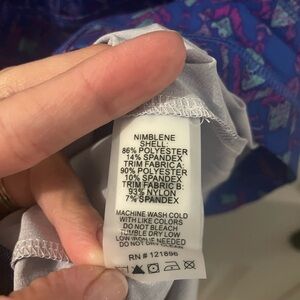 NIMBLENE
SHELL:
86% POLYESTER
14% SPANDEX
TRIM FABRIC A:
90% POLYESTER
10% SPANDEX
TRIM FABRIC B:
93% NYLON
7% SPANDEX
MACHINE WASH COLD
WITH LIKE COLORS
DO NOT BLEACH
TUMBLE DRY LOW
LOW IRON IF NEEDED
DO NOT DRY CLEAN
RN # 121896